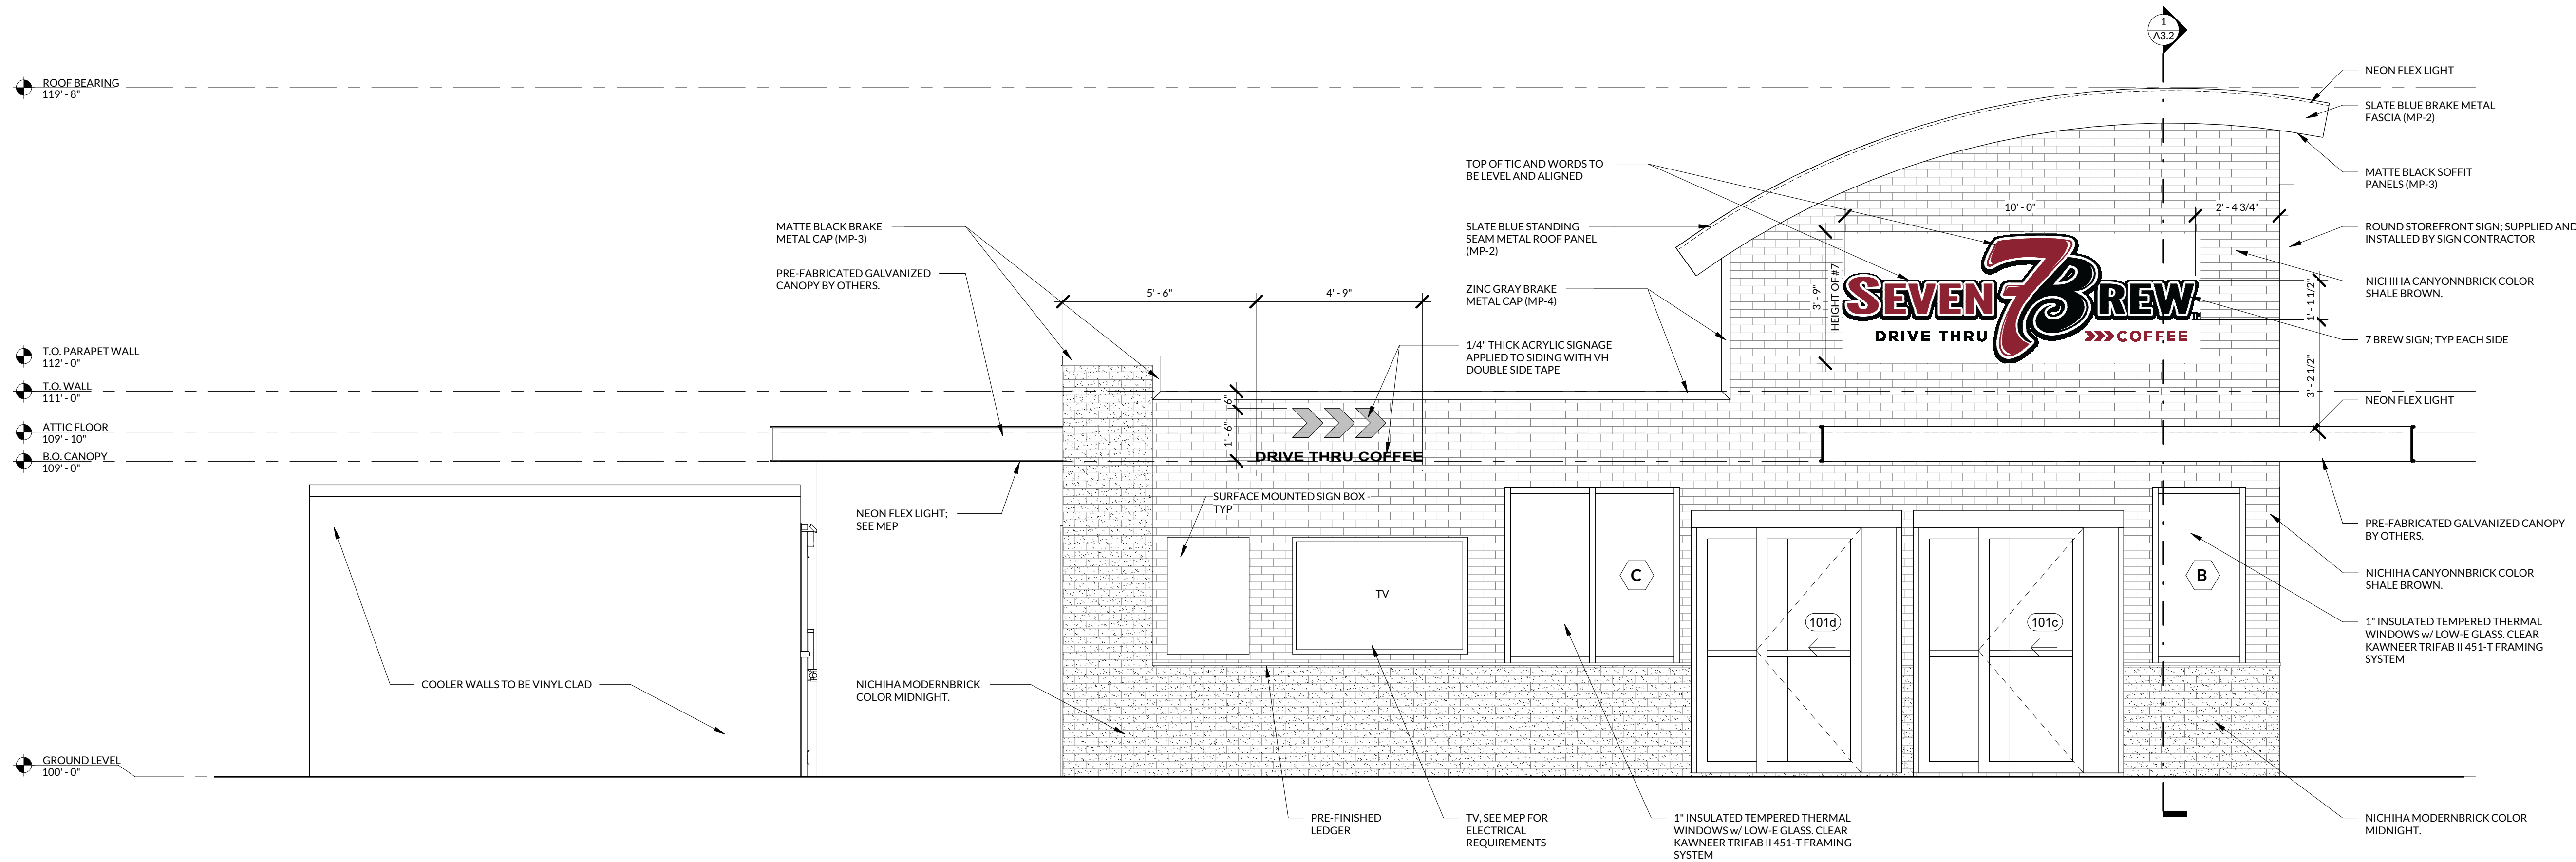 1
A3.2
ROOF BEARING
119' - 8"
NEON FLEX LIGHT
SLATE BLUE BRAKE METAL
FASCIA (MP-2)
TOP OF TIC AND WORDS TO
BE LEVEL AND ALIGNED
MATTE BLACK SOFFIT
PANELS (MP-3)
10' - 0"
2' - 4 3/4"
MATTE BLACK BRAKE
METAL CAP (MP-3)
SLATE BLUE STANDING
SEAM METAL ROOF PANEL
(MP-2)
ROUND STOREFRONT SIGN; SUPPLIED AND
INSTALLED BY SIGN CONTRACTOR
PRE-FABRICATED GALVANIZED
CANOPY BY OTHERS.
5' - 6"
4' - 9"
ZINC GRAY BRAKE
METAL CAP (MP-4)
3' - 9"
HEIGHT OF #7
SEVEN 7 BREW™
DRIVE THRU COFFEE
NICHIHA CANYONNBRICK COLOR
SHALE BROWN.
1' - 1 1/2"
7 BREW SIGN; TYP EACH SIDE
T.O. PARAPET WALL
112' - 0"
1/4" THICK ACRYLIC SIGNAGE
APPLIED TO SIDING WITH VH
DOUBLE SIDE TAPE
T.O. WALL
111' - 0"
6"
3' - 2 1/2"
NEON FLEX LIGHT
ATTIC FLOOR
109' - 10"
1' - 6"
B.O. CANOPY
109' - 0"
DRIVE THRU COFFEE
SURFACE MOUNTED SIGN BOX -
TYP
NEON FLEX LIGHT;
SEE MEP
PRE-FABRICATED GALVANIZED CANOPY
BY OTHERS.
C
B
NICHIHA CANYONNBRICK COLOR
SHALE BROWN.
TV
101d
101c
1" INSULATED TEMPERED THERMAL
WINDOWS w/ LOW-E GLASS. CLEAR
KAWNEER TRIFAB II 451-T FRAMING
SYSTEM
COOLER WALLS TO BE VINYL CLAD
NICHIHA MODERNBRICK
COLOR MIDNIGHT.
GROUND LEVEL
100' - 0"
PRE-FINISHED
LEDGER
TV, SEE MEP FOR
ELECTRICAL
REQUIREMENTS
1" INSULATED TEMPERED THERMAL
WINDOWS w/ LOW-E GLASS. CLEAR
KAWNEER TRIFAB II 451-T FRAMING
SYSTEM
NICHIHA MODERNBRICK COLOR
MIDNIGHT.